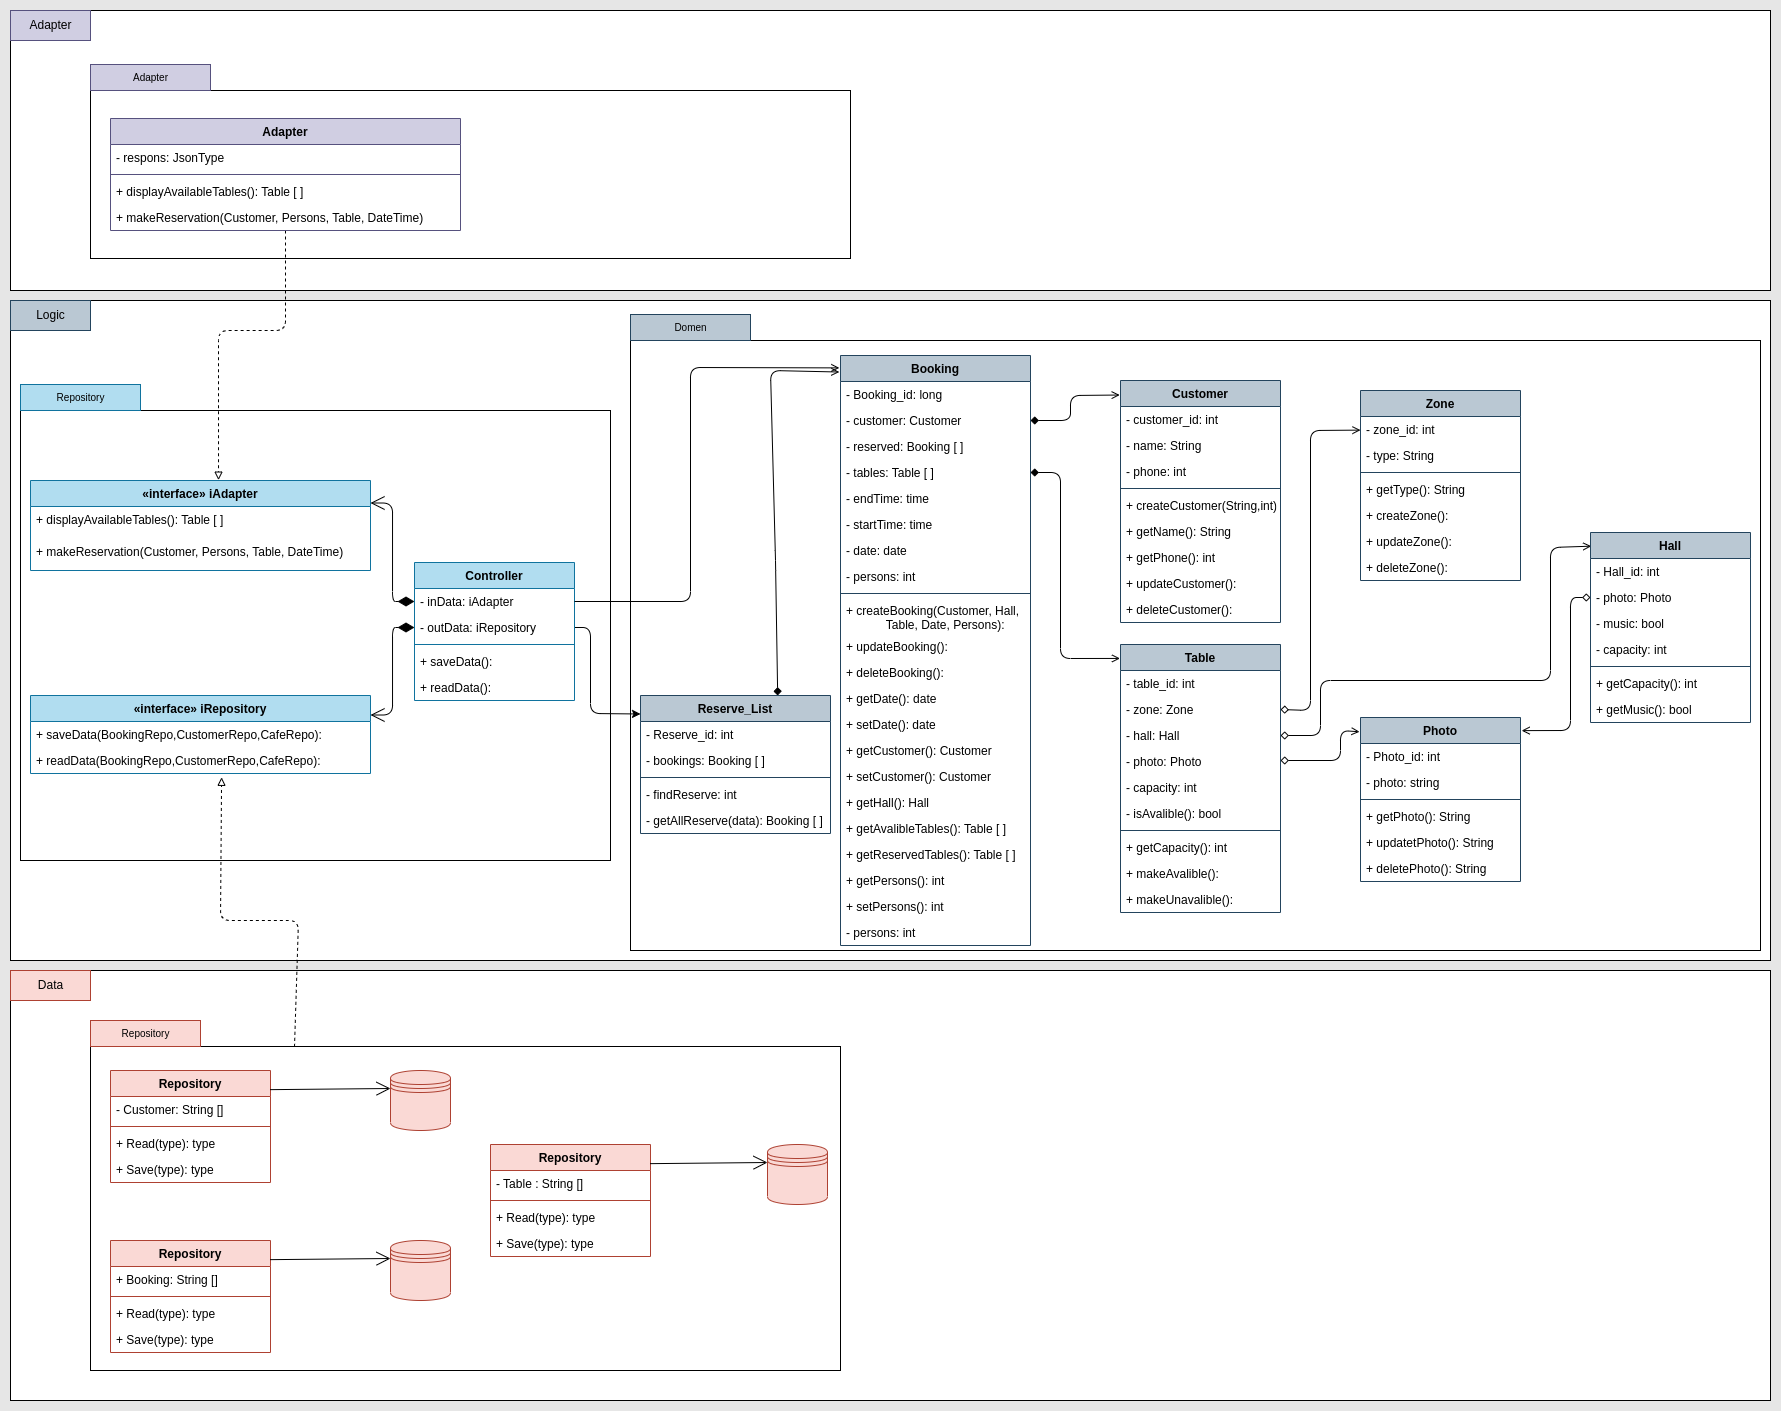 Adapter
Adapter
Adapter
- respons: JsonType
+ displayAvailableTables(): Table [ ]
+ makeReservation(Customer, Persons, Table, DateTime)
Logic
Repository
«interface» iAdapter
+ displayAvailableTables(): Table [ ]
+ makeReservation(Customer, Persons, Table, DateTime)
Controller
- inData: iAdapter
- outData: iRepository
+ saveData():
+ readData():
«interface» iRepository
+ saveData(BookingRepo,CustomerRepo,CafeRepo):
+ readData(BookingRepo,CustomerRepo,CafeRepo):
Domen
Reserve_List
- Reserve_id: int
- bookings: Booking [ ]
- findReserve: int
- getAllReserve(data): Booking [ ]
Booking
- Booking_id: long
- customer: Customer
- reserved: Booking [ ]
- tables: Table [ ]
- endTime: time
- startTime: time
- date: date
- persons: int
+ createBooking(Customer, Hall,
Table, Date, Persons):
+ updateBooking():
+ deleteBooking():
+ getDate(): date
+ setDate(): date
+ getCustomer(): Customer
+ setCustomer(): Customer
+ getHall(): Hall
+ getAvalibleTables(): Table [ ]
+ getReservedTables(): Table [ ]
+ getPersons(): int
+ setPersons(): int
- persons: int
Customer
- customer_id: int
- name: String
- phone: int
+ createCustomer(String,int)
+ getName(): String
+ getPhone(): int
+ updateCustomer():
+ deleteCustomer():
Table
- table_id: int
- zone: Zone
- hall: Hall
- photo: Photo
- capacity: int
- isAvalible(): bool
+ getCapacity(): int
+ makeAvalible():
+ makeUnavalible():
Zone
- zone_id: int
- type: String
+ getType(): String
+ createZone():
+ updateZone():
+ deleteZone():
Photo
- Photo_id: int
- photo: string
+ getPhoto(): String
+ updatetPhoto(): String
+ deletePhoto(): String
Hall
- Hall_id: int
- photo: Photo
- music: bool
- capacity: int
+ getCapacity(): int
+ getMusic(): bool
Data
Repository
Repository
- Customer: String []
+ Read(type): type
+ Save(type): type
Repository
- Table : String []
+ Read(type): type
+ Save(type): type
Repository
+ Booking: String []
+ Read(type): type
+ Save(type): type